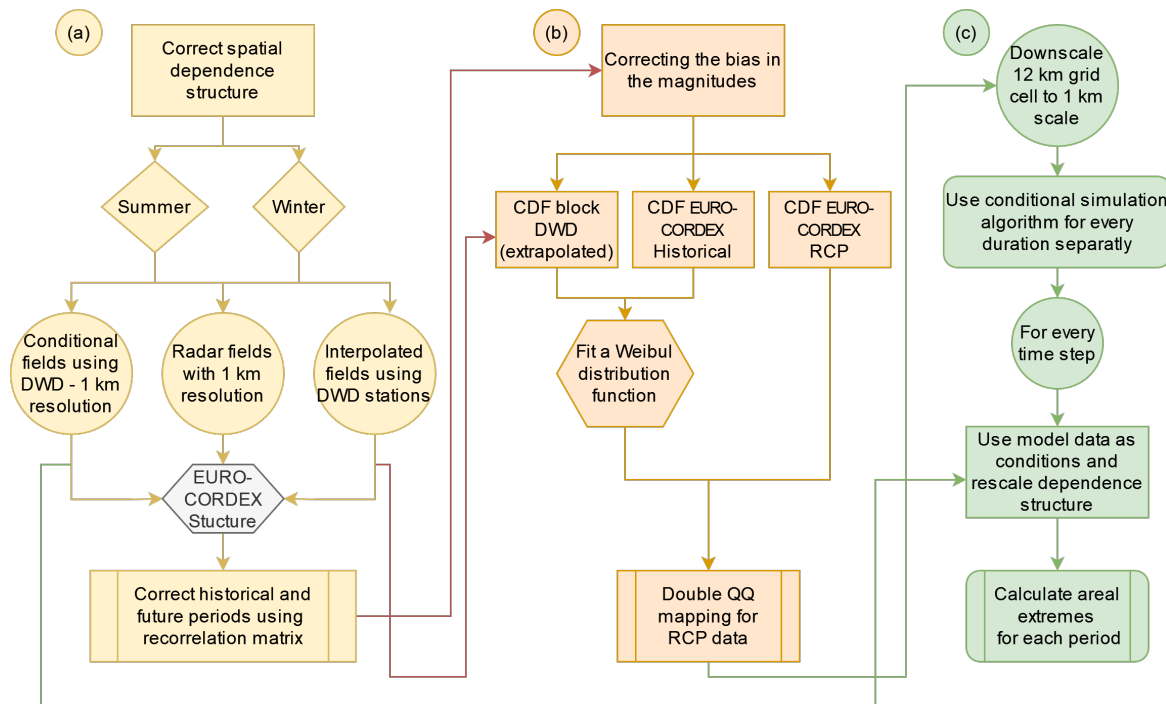 (a)
Correct spatial
dependence
structure
Summer
Winter
Conditional
fields using
DWD - 1 km
resolution
Radar fields
with 1 km
resolution
Interpolated
fields using
DWD stations
EURO-
CORDEX
Stucture
Correct historical and
future periods using
recorrelation matrix
(b)
Correcting the bias in
the magnitudes
CDF block
DWD
(extrapolated)
CDF EURO-
CORDEX
Historical
CDF EURO-
CORDEX
RCP
Fit a Weibul
distribution
function
Double QQ
mapping for
RCP data
(c)
Downscale
12 km grid
cell to 1 km
scale
Use conditional simulation
algorithm for every
duration separatly
For every
time step
Use model data as
conditions and
rescale dependence
structure
Calculate areal
extremes
for each period